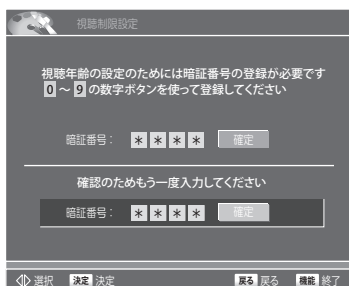 視聴制限設定
視聴年齢の設定のためには暗証番号の登録が必要です
0 ～ 9 の数字ボタンを使って登録してください
暗証番号： ＊ ＊ ＊ ＊ 確定
確認のためもう一度入力してください
暗証番号： ＊ ＊ ＊ ＊ 確定
選択 決定 決定 戻る 戻る 機能 終了